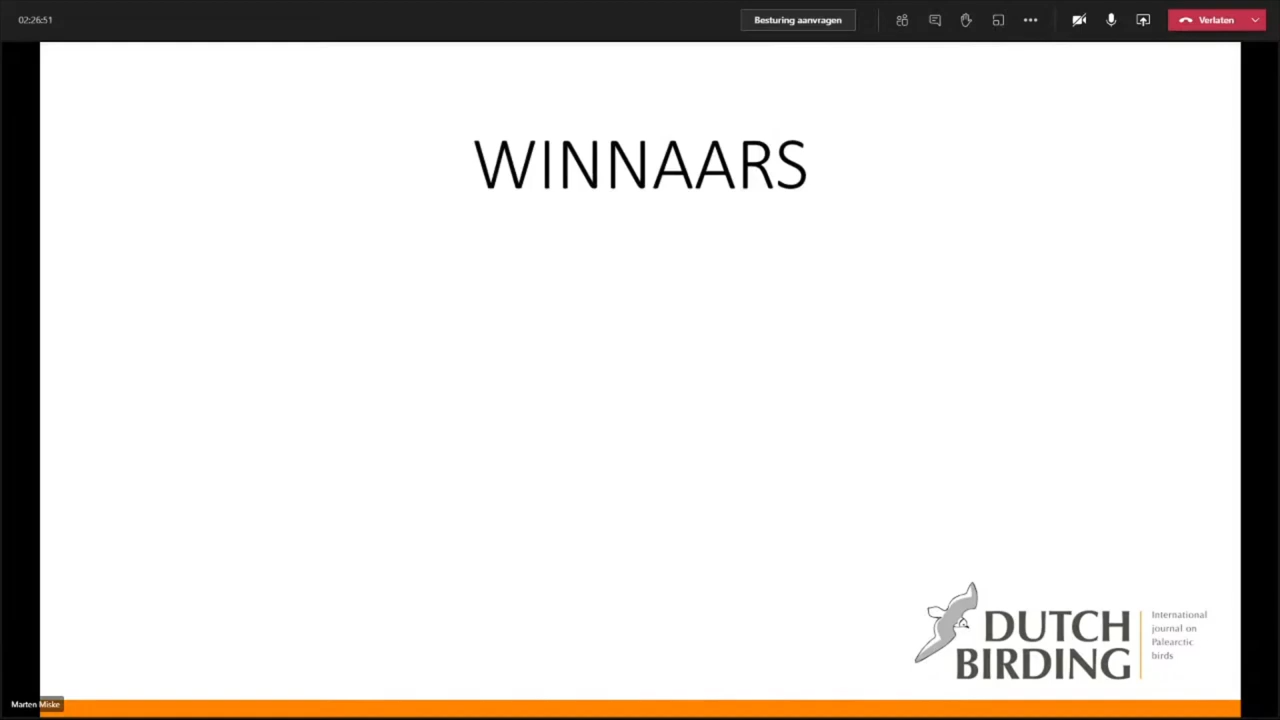 02:26:51
Besturing aanvragen
Verlaten
WINNAARS
DUTCH
BIRDING
International
journal on
Palearctic
birds
Marten Miske